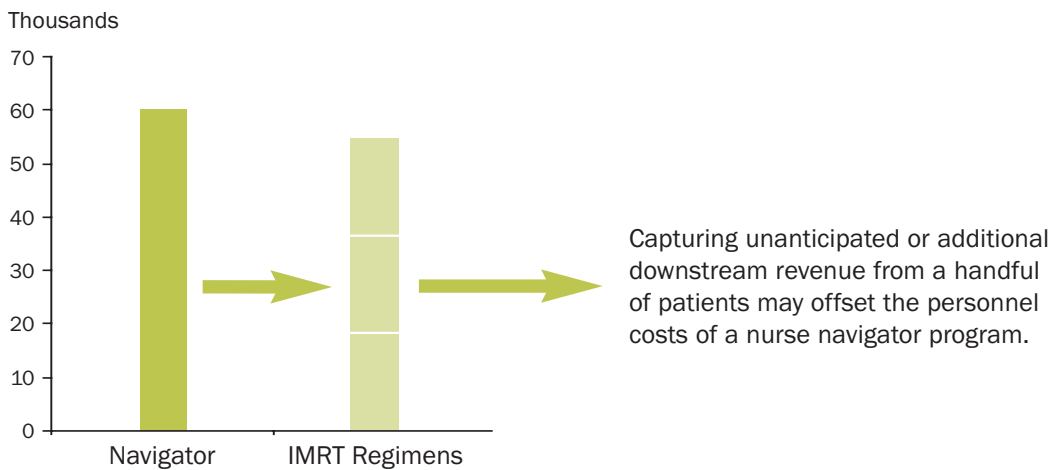 Thousands
70
60
50
40
30
20
10
0
Navigator
IMRT Regimens
Capturing unanticipated or additional
downstream revenue from a handful
of patients may offset the personnel
costs of a nurse navigator program.